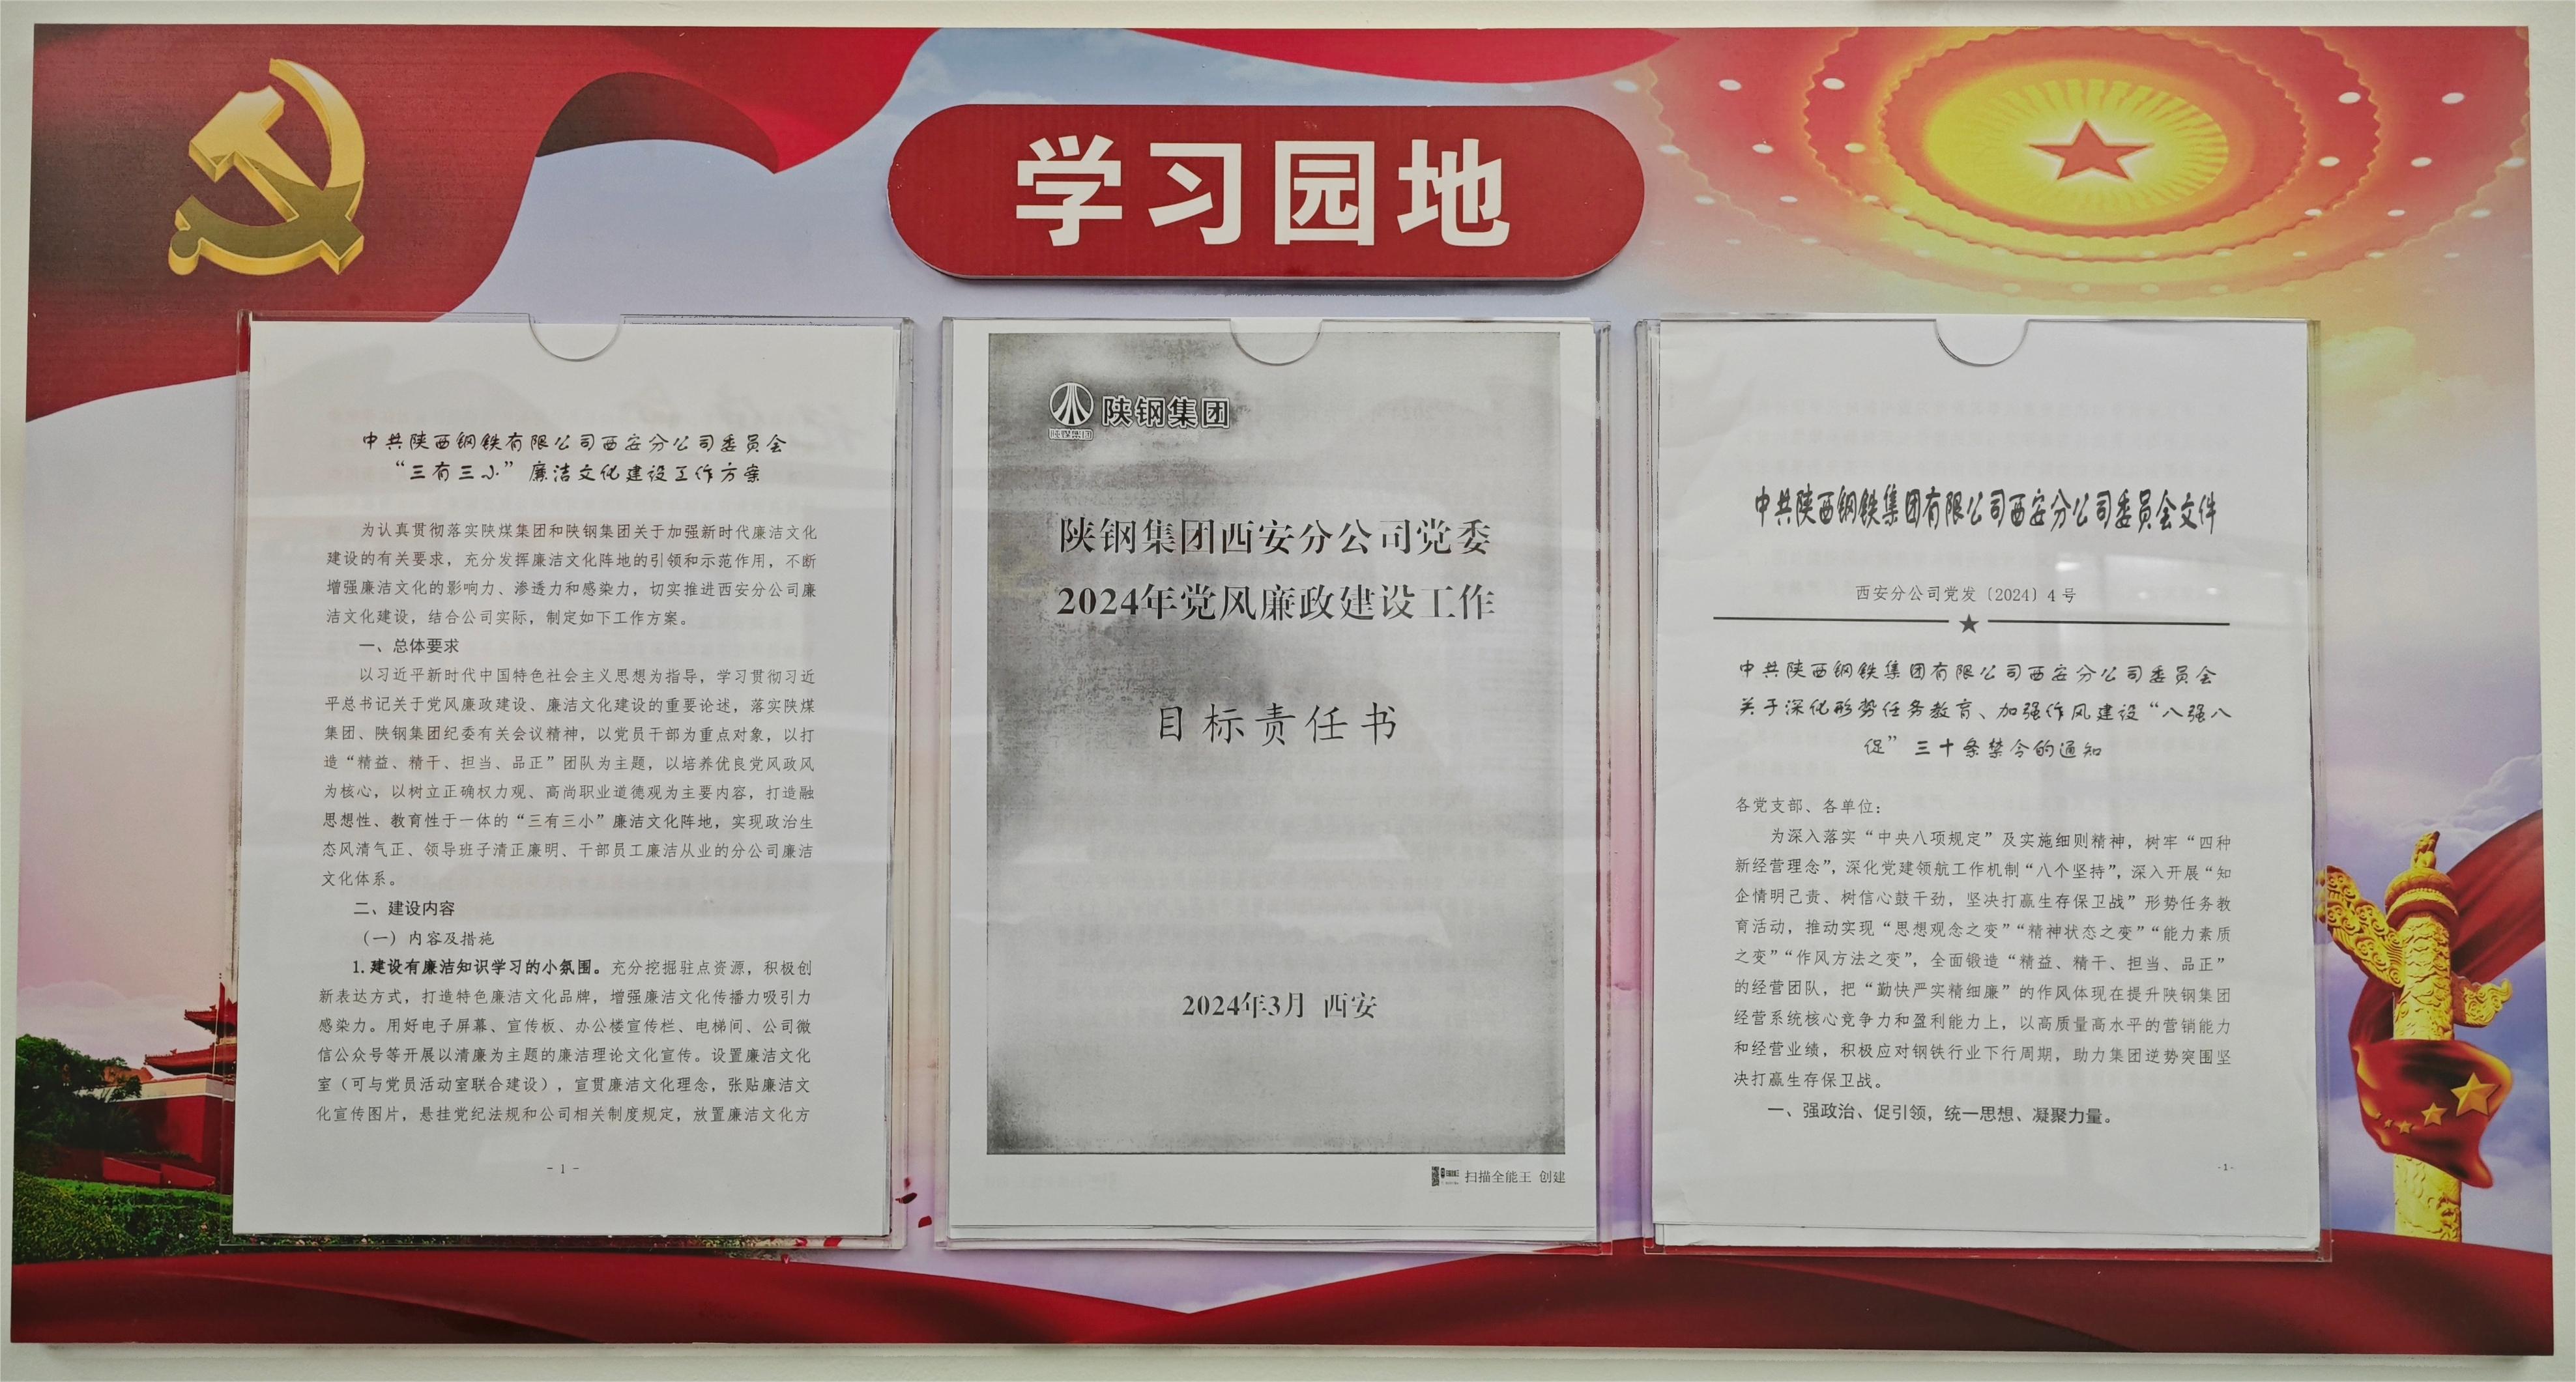 学习园地
中共陕西钢铁有限公司西安分公司委员会
“三有三小”廉洁文化建设工作方案
为认真贯彻落实陕煤集团和陕钢集团关于加强新时代廉洁文化
建设的有关要求，充分发挥廉洁文化阵地的引领和示范作用，不断
增强廉洁文化的影响力、渗透力和感染力，切实推进西安分公司廉
洁文化建设，结合公司实际，制定如下工作方案。
一、总体要求
以习近平新时代中国特色社会主义思想为指导，学习贯彻习近
平总书记关于党风廉政建设、廉洁文化建设的重要论述，落实陕煤
集团、陕钢集团纪委有关会议精神，以党员干部为重点对象，以打
造“精益、精干、担当、品正”团队为主题，以培养优良党风政风
为核心，以树立正确权力观、高尚职业道德观为主要内容，打造融
思想性、教育性于一体的“三有三小”廉洁文化阵地，实现政治生
态风清气正、领导班子清正廉明、干部员工廉洁从业的分公司廉洁
文化体系。
二、建设内容
（一）内容及措施
1.建设有廉洁知识学习的小氛围。充分挖掘驻点资源，积极创
新表达方式，打造特色廉洁文化品牌，增强廉洁文化传播力吸引力
感染力。用好电子屏幕、宣传板、办公楼宣传栏、电梯间、公司微
信公众号等开展以清廉为主题的廉洁理论文化宣传。设置廉洁文化
室（可与党员活动室联合建设），宣贯廉洁文化理念，张贴廉洁文
化宣传图片，悬挂党纪法规和公司相关制度规定，放置廉洁文化方
- 1 -
陕钢集团
陕煤集团
陕钢集团西安分公司党委
2024年党风廉政建设工作
目标责任书
2024年3月 西安
扫描全能王 创建
中共陕西钢铁集团有限公司西安分公司委员会文件
西安分公司党发〔2024〕4号
中共陕西钢铁集团有限公司西安分公司委员会
关于深化形势任务教育、加强作风建设“八强八
促”三十条禁令的通知
各党支部、各单位：
为深入落实“中央八项规定”及实施细则精神，树牢“四种
新经营理念”，深化党建领航工作机制“八个坚持”，深入开展“知
企情明己责、树信心鼓干劲，坚决打赢生存保卫战”形势任务教
育活动，推动实现“思想观念之变”“精神状态之变”“能力素质
之变”“作风方法之变”，全面锻造“精益、精干、担当、品正”
的经营团队，把“勤快严实精细廉”的作风体现在提升陕钢集团
经营系统核心竞争力和盈利能力上，以高质量高水平的营销能力
和经营业绩，积极应对钢铁行业下行周期，助力集团逆势突围坚
决打赢生存保卫战。
一、强政治、促引领，统一思想、凝聚力量。
- 1 -